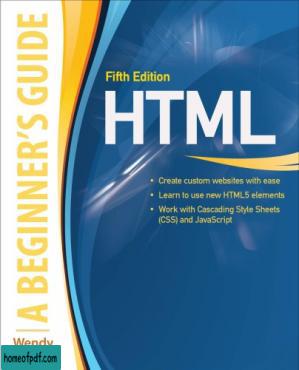 A BEGINNER'S GUIDE
Fifth Edition
HTML
• Create custom websites with ease
• Learn to use new HTML5 elements
• Work with Cascading Style Sheets
(CSS) and JavaScript
Wendy
homeofpdf.com